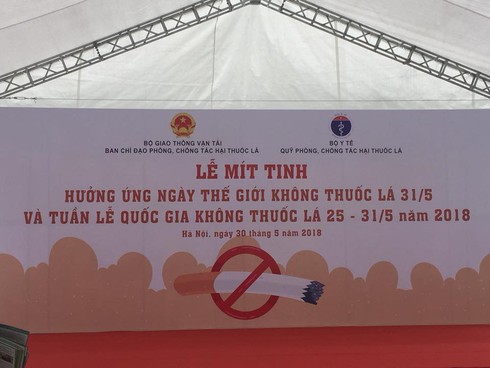 BỘ GIAO THÔNG VẬN TẢI
BAN CHỈ ĐẠO PHÒNG, CHỐNG TÁC HẠI THUỐC LÁ
BỘ Y TẾ
QUỸ PHÒNG, CHỐNG TÁC HẠI THUỐC LÁ
LỄ MÍT TINH
HƯỞNG ỨNG NGÀY THẾ GIỚI KHÔNG THUỐC LÁ 31/5
VÀ TUẦN LỄ QUỐC GIA KHÔNG THUỐC LÁ 25 - 31/5 năm 2018
Hà Nội, ngày 30 tháng 5 năm 2018